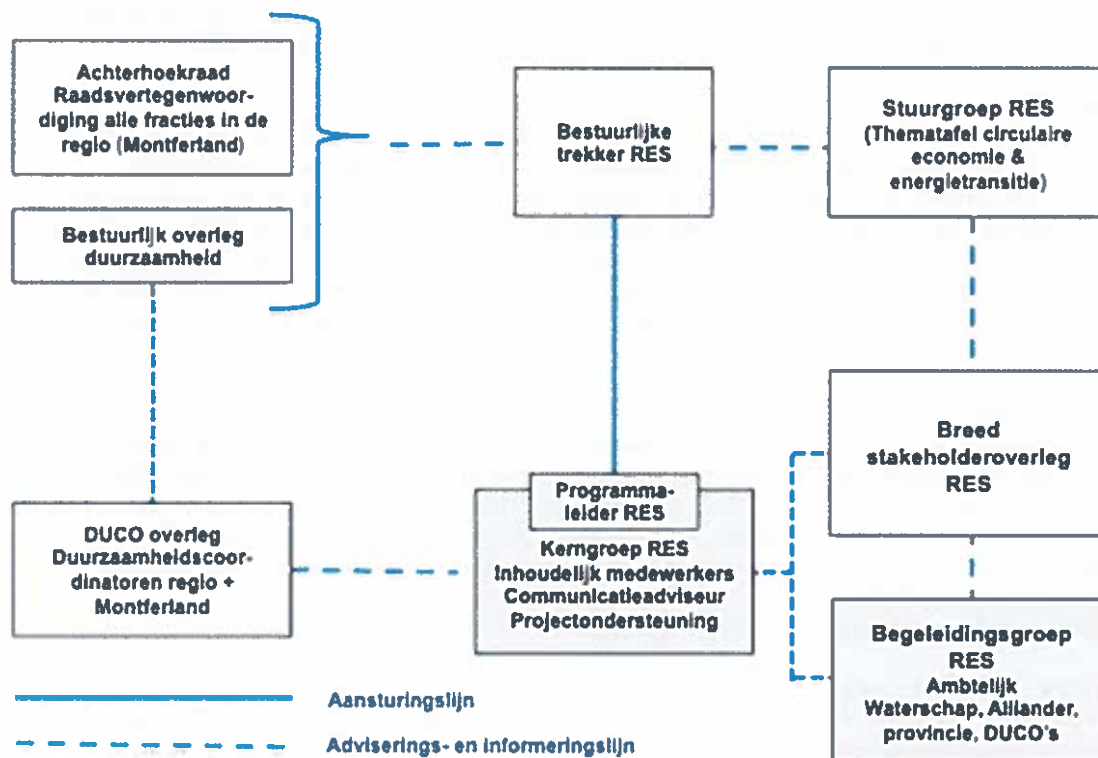 Achterhoekraad
Raadsvertegenwoor-
diging alle fracties in de
regio (Montferland)
Bestuurlijk overleg
duurzaamheid
Bestuurlijke
trekker RES
Stuurgroep RES
(Thematafel circulaire
economie &
energietransitie)
DUCO overleg
Duurzaamheidscoor-
dinatoren regio +
Montferland
Programma-
leider RES
Kerngroep RES
Inhoudelijk medewerkers
Communicatieadviseur
Projectondersteuning
Breed
stakeholderoverleg
RES
Begeleidingsgroep
RES
Ambtelijk
Waterschap, Alliander,
provincie, DUCO's
Aansturingslijn
Adviserings- en informeringslijn